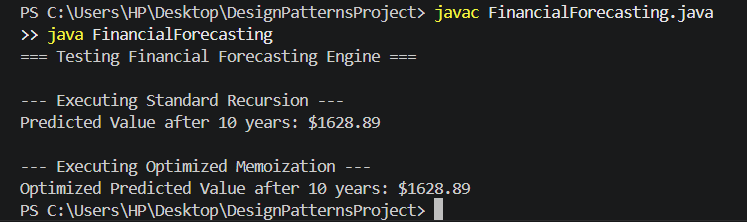 PS C:\Users\HP\Desktop\DesignPatternsProject> javac FinancialForecasting.java
>> java FinancialForecasting
=== Testing Financial Forecasting Engine ===
--- Executing Standard Recursion ---
Predicted Value after 10 years: $1628.89
--- Executing Optimized Memoization ---
Optimized Predicted Value after 10 years: $1628.89
PS C:\Users\HP\Desktop\DesignPatternsProject>